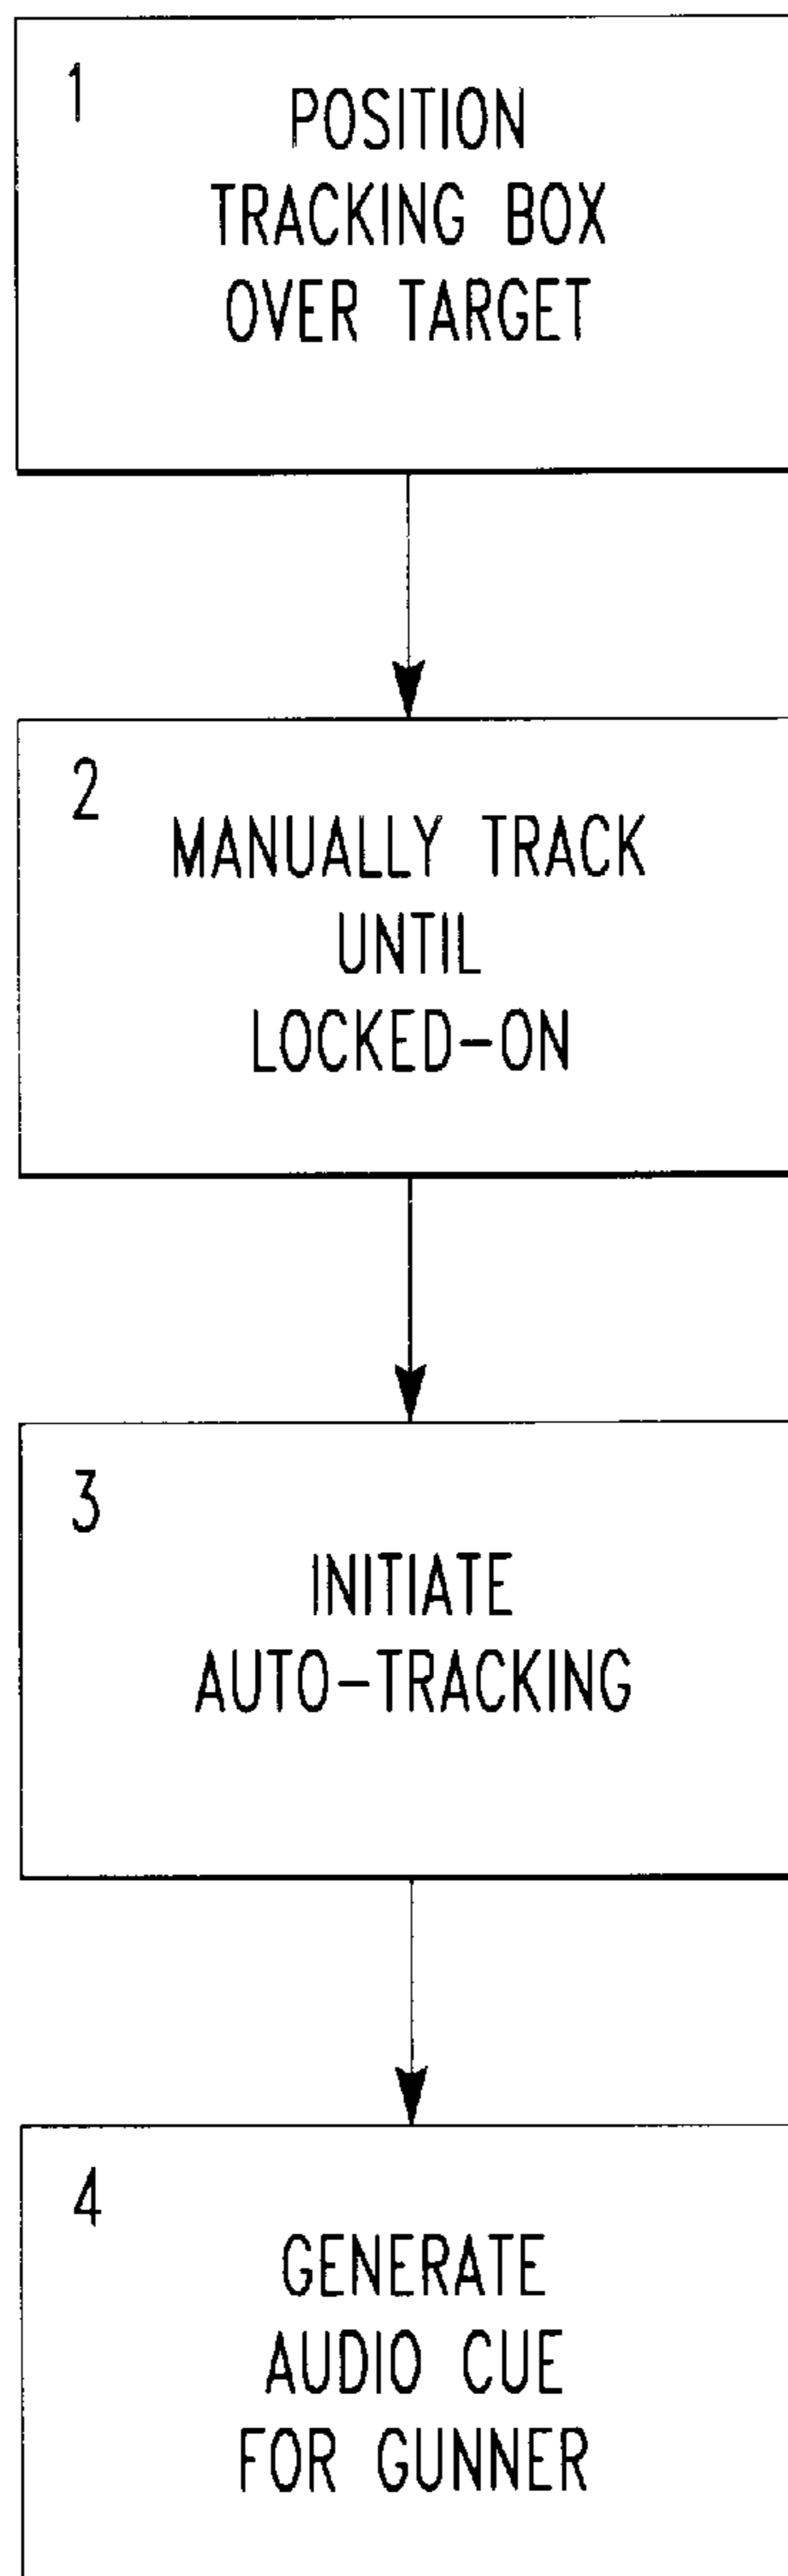 1
POSITION
TRACKING BOX
OVER TARGET
2
MANUALLY TRACK
UNTIL
LOCKED-ON
3
INITIATE
AUTO-TRACKING
4
GENERATE
AUDIO CUE
FOR GUNNER